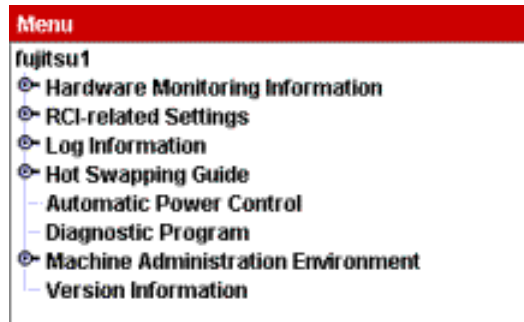 Menu
fujitsu1
Hardware Monitoring Information
RCI-related Settings
Log Information
Hot Swapping Guide
Automatic Power Control
Diagnostic Program
Machine Administration Environment
Version Information